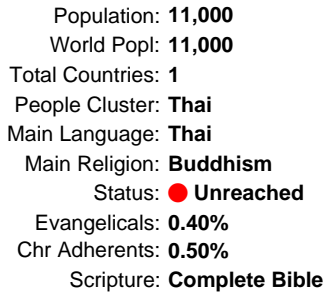 Population: 11,000
World Popl: 11,000
Total Countries: 1
People Cluster: Thai
Main Language: Thai
Main Religion: Buddhism
Status: Unreached
Evangelicals: 0.40%
Chr Adherents: 0.50%
Scripture: Complete Bible